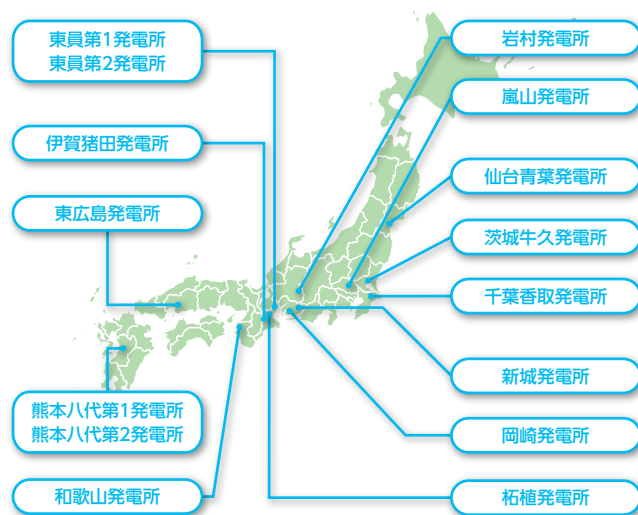 東員第1発電所
東員第2発電所
伊賀猪田発電所
東広島発電所
熊本八代第1発電所
熊本八代第2発電所
和歌山発電所
岩村発電所
嵐山発電所
仙台青葉発電所
茨城牛久発電所
千葉香取発電所
新城発電所
岡崎発電所
柘植発電所